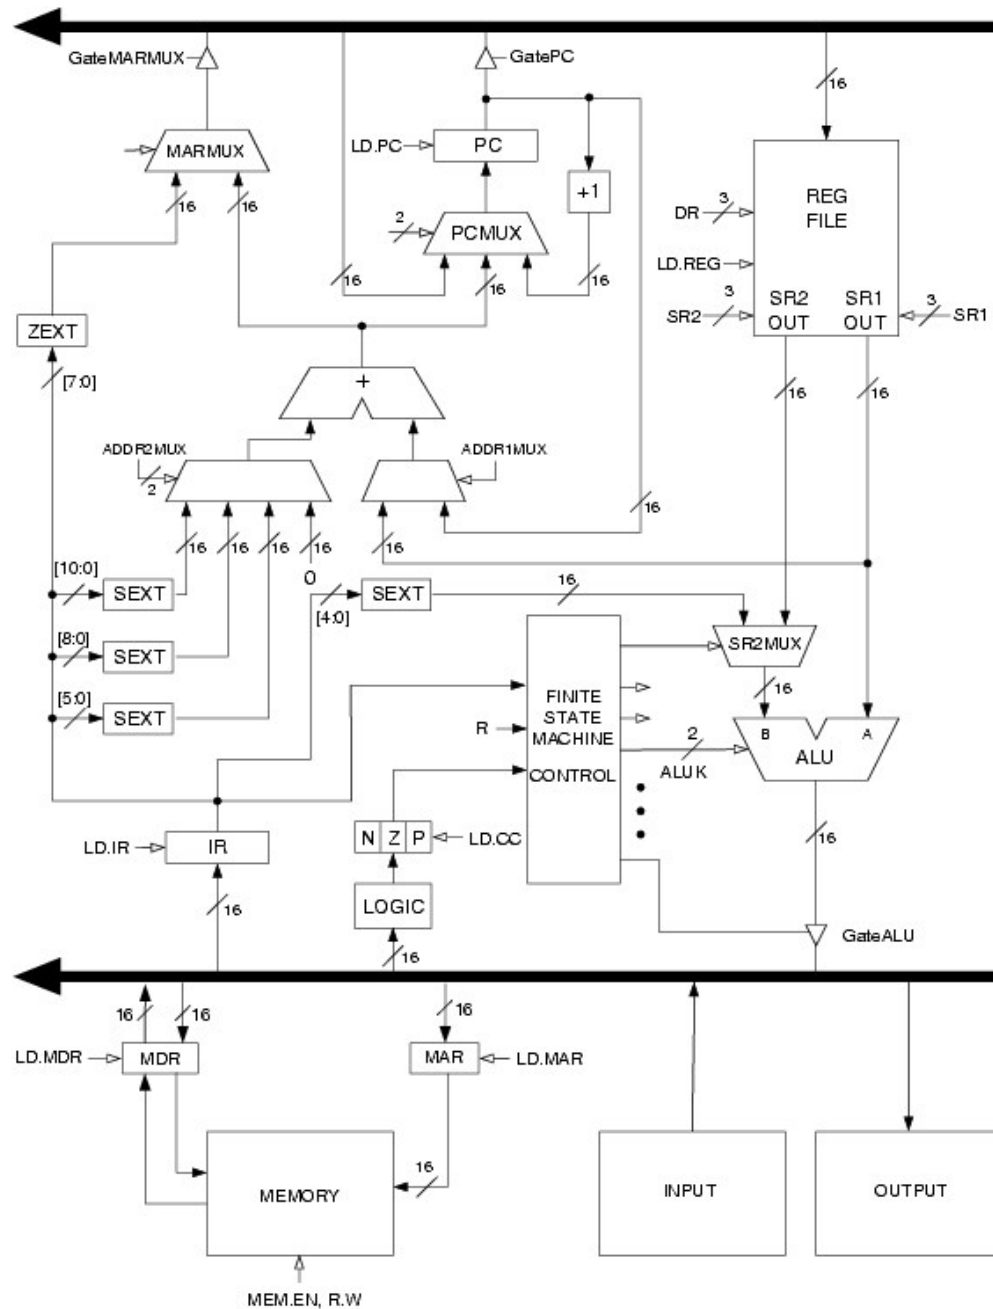 GateMARMUX
GatePC
16
LD.PC
PC
MARMUX
+1
REG
FILE
DR
3
16
16
2
PCMUX
LD.REG
16
16
16
SR2
3
SR2
OUT
SR1
OUT
3
SR1
ZEXT
[7:0]
+
16
16
ADDR2MUX
2
ADDR1MUX
16
16
16
16
16
16
0
[10:0]
SEXT
[4:0]
SEXT
16
[8:0]
SEXT
SR2MUX
[5:0]
SEXT
16
FINITE
STATE
MACHINE
CONTROL
R
2
ALUK
B
A
ALU
N Z P
LD.CC
LD.IR
IR
16
LOGIC
16
16
GateALU
16
16
16
LD.MDR
MDR
MAR
LD.MAR
16
MEMORY
INPUT
OUTPUT
MEM.EN, R.W